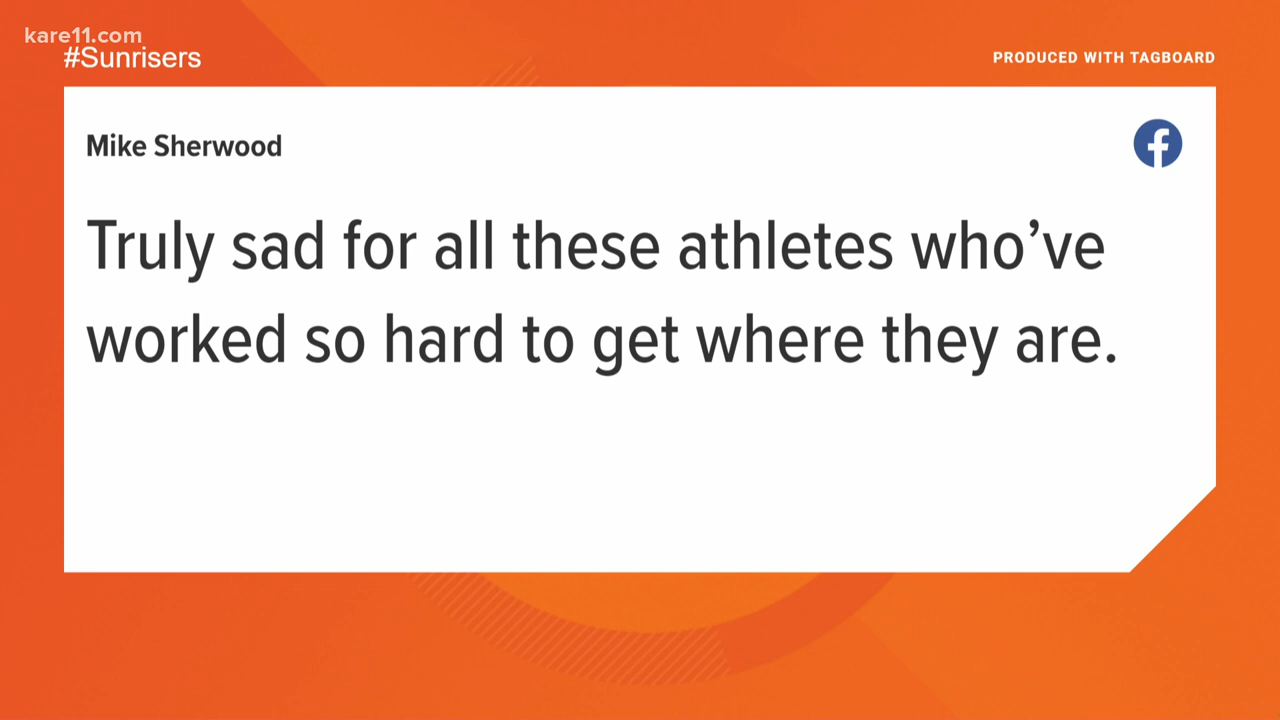 kare11.com
#Sunrisers
PRODUCED WITH TAGBOARD
Mike Sherwood
Truly sad for all these athletes who’ve
worked so hard to get where they are.